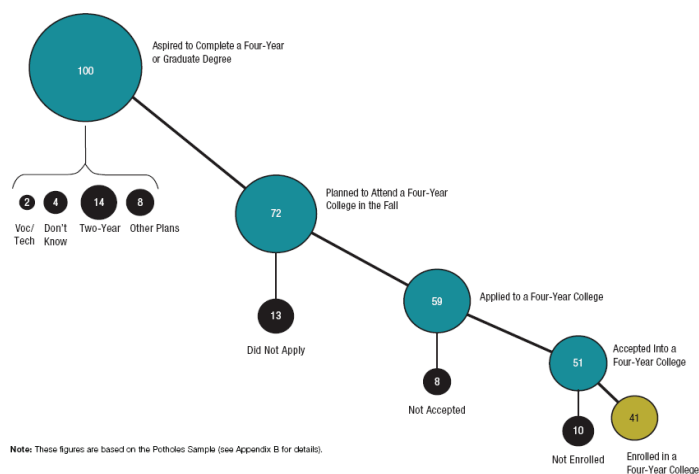 100
Aspired to Complete a Four-Year
or Graduate Degree
2
4
14
8
Voc/
Tech
Don't
Know
Two-Year
Other Plans
72
Planned to Attend a Four-Year
College in the Fall
13
Did Not Apply
59
Applied to a Four-Year College
8
Not Accepted
51
Accepted Into a
Four-Year College
10
Not Enrolled
41
Enrolled in a
Four-Year College
Note: These figures are based on the Potholes Sample (see Appendix B for details).